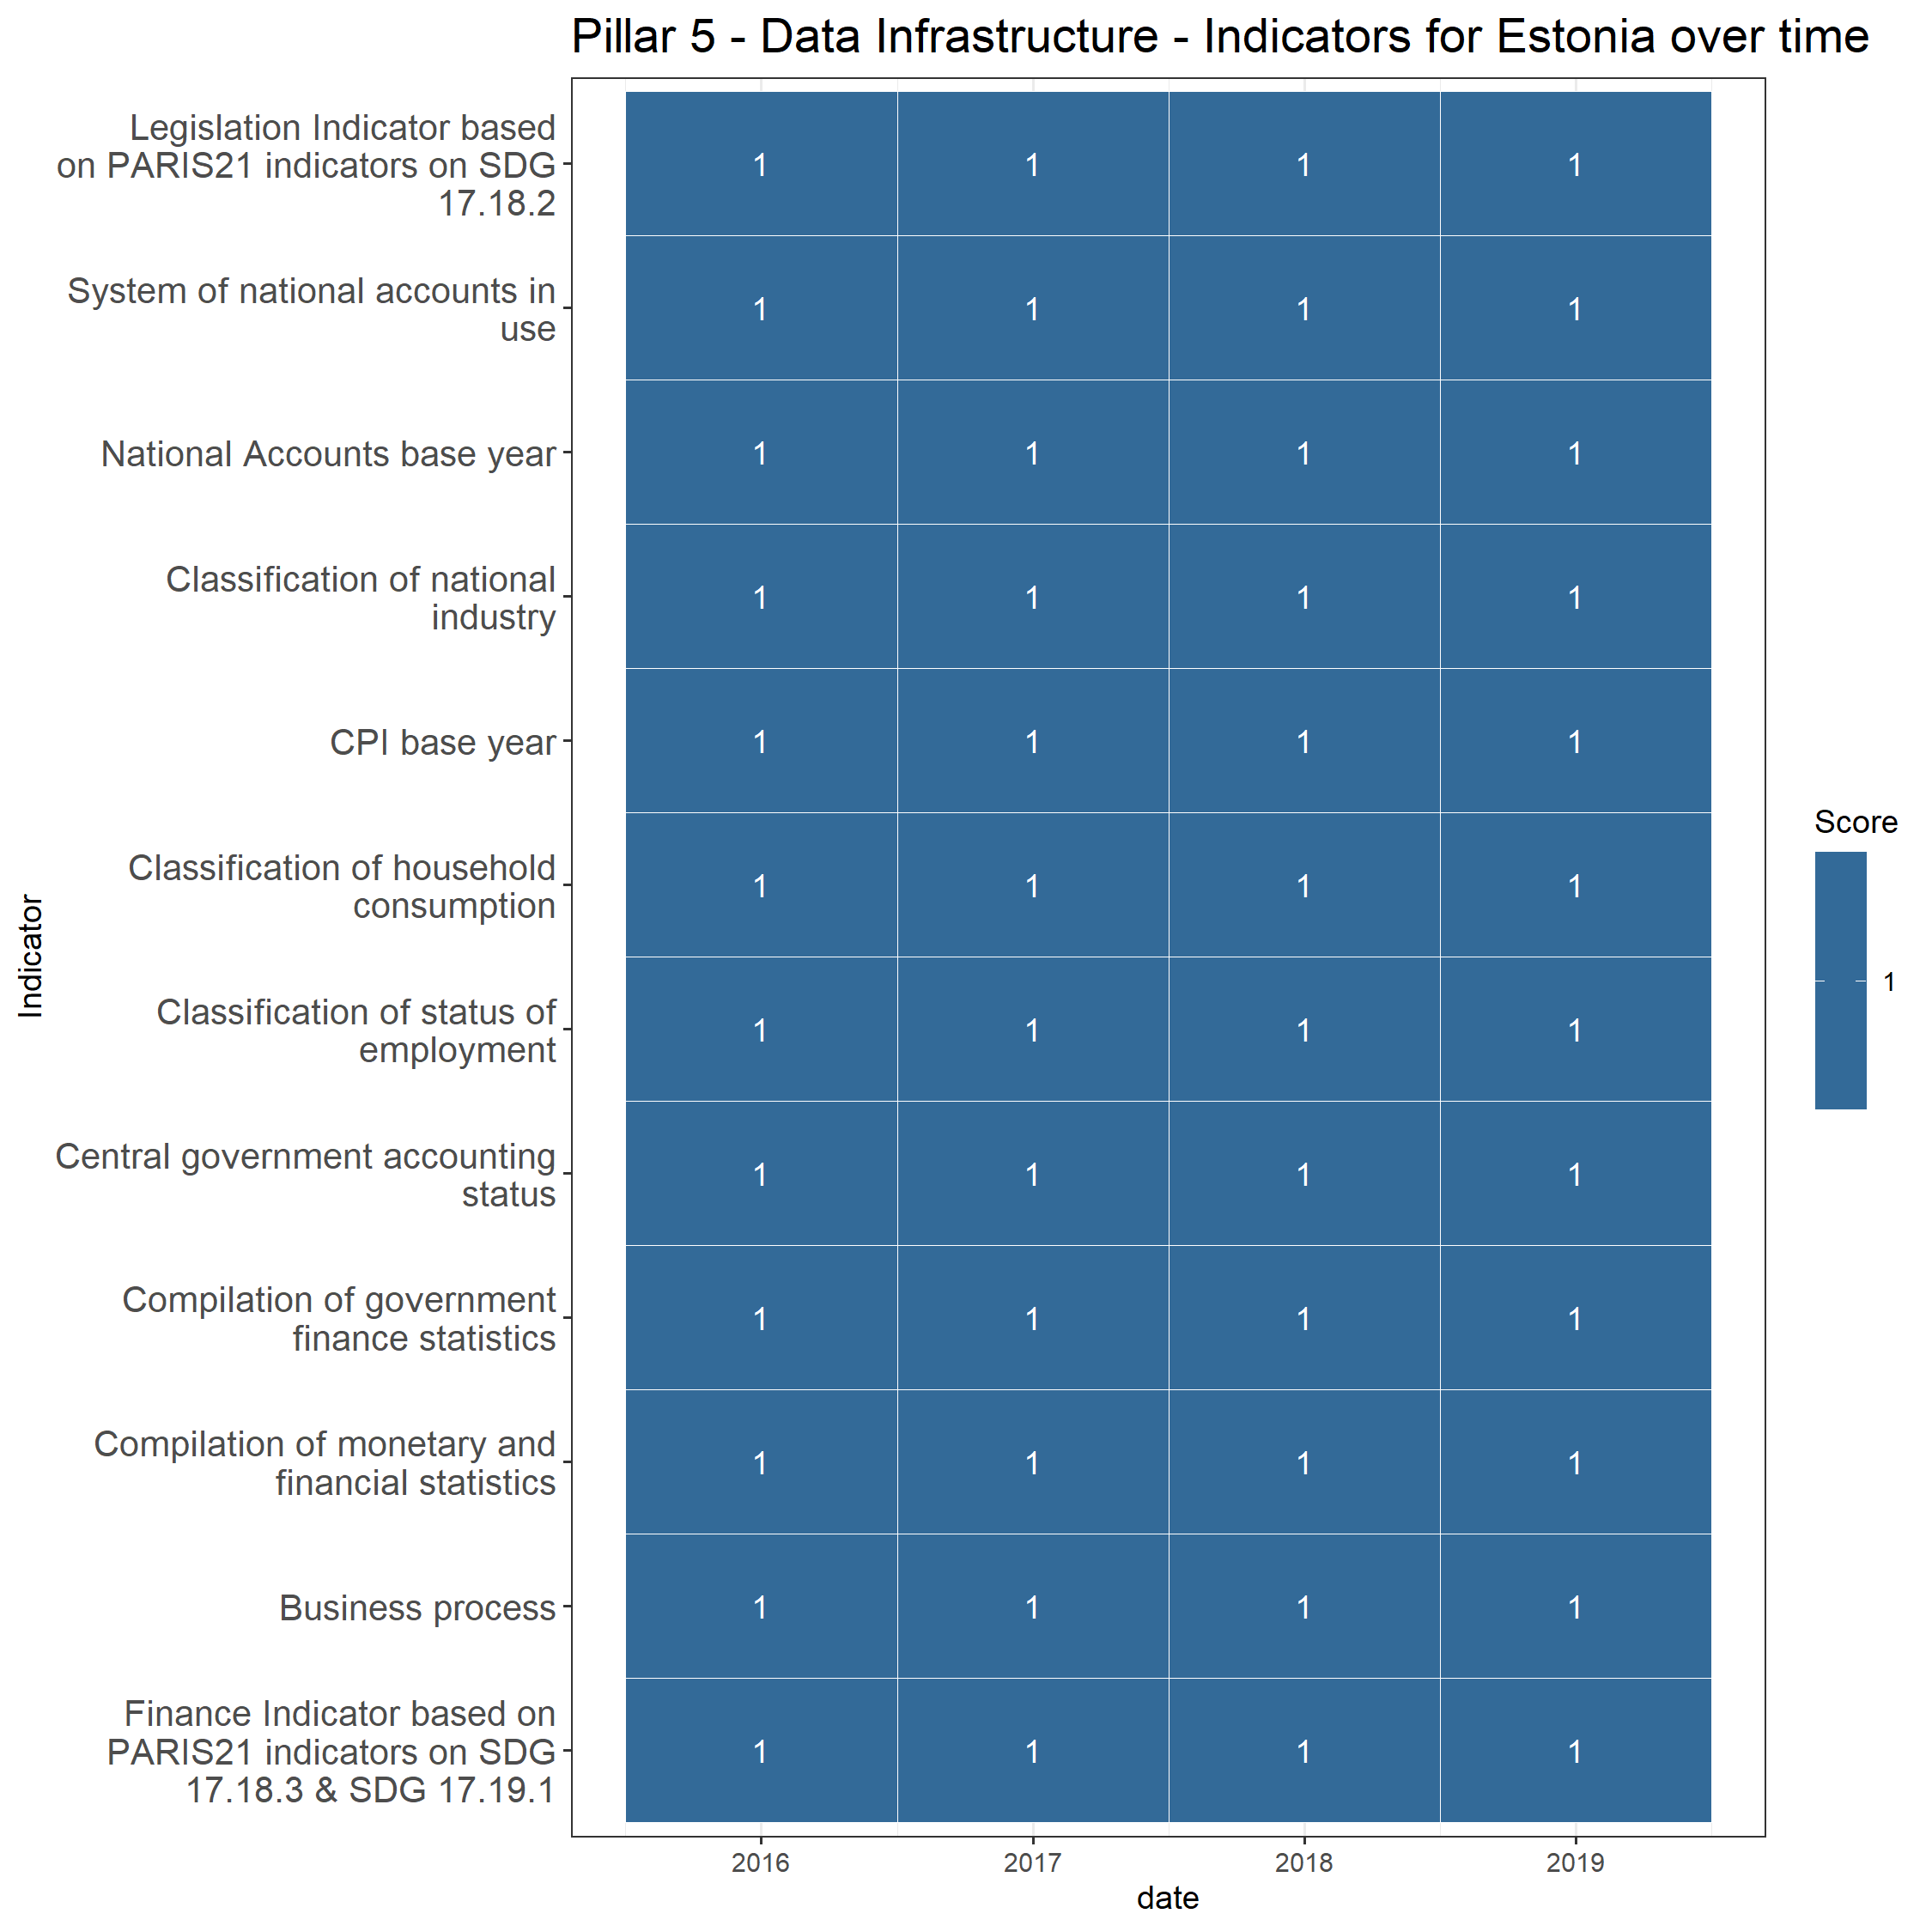 Pillar 5 - Data Infrastructure - Indicators for Estonia over time
Indicator
Legislation Indicator based
on PARIS21 indicators on SDG
17.18.2
1 1 1 1
System of national accounts in
use
1 1 1 1
National Accounts base year
1 1 1 1
Classification of national
industry
1 1 1 1
CPI base year
1 1 1 1
Classification of household
consumption
1 1 1 1
Classification of status of
employment
1 1 1 1
Central government accounting
status
1 1 1 1
Compilation of government
finance statistics
1 1 1 1
Compilation of monetary and
financial statistics
1 1 1 1
Business process
1 1 1 1
Finance Indicator based on
PARIS21 indicators on SDG
17.18.3 & SDG 17.19.1
1 1 1 1
2016 2017 2018 2019
date
Score
1